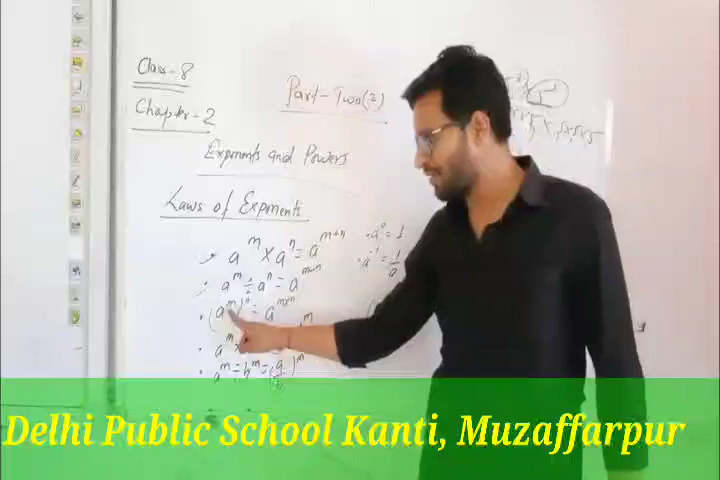 Class-8
Part-Two(2)
Chapter-2
Exponents and Powers
Laws of Exponents
a^m × a^n = a^m+n
a^m ÷ a^n = a^m-n
(a^m)^n = a^m×n
a^m ÷ b^m = (a/b)^m
a^0 = 1
a^-1 = 1/a
Delhi Public School Kanti, Muzaffarpur